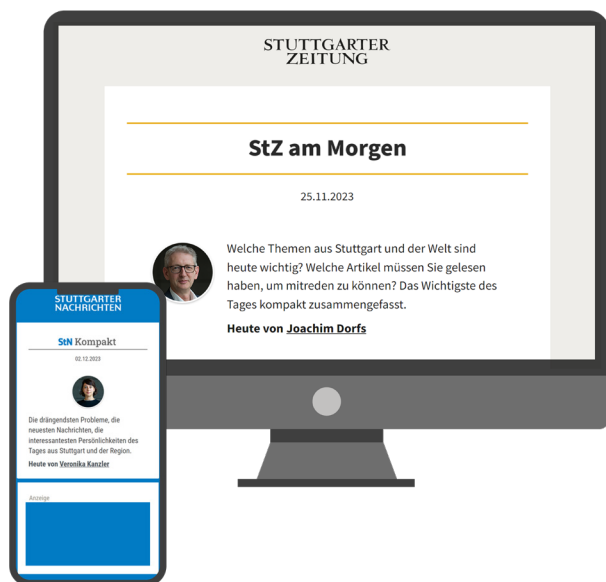 STUTTGARTER
ZEITUNG
StZ am Morgen
25.11.2023
Welche Themen aus Stuttgart und der Welt sind
heute wichtig? Welche Artikel müssen Sie gelesen
haben, um mitreden zu können? Das Wichtigste des
Tages kompakt zusammengefasst.
Heute von Joachim Dorfs
STUTTGARTER
NACHRICHTEN
StN Kompakt
02.12.2023
Die drängendsten Probleme, die
neuesten Nachrichten, die
interessantesten Persönlichkeiten des
Tages aus Stuttgart und der Region.
Heute von Veronika Kanzler
Anzeige